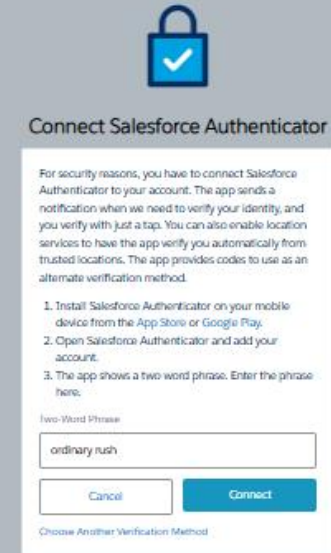 Connect Salesforce Authenticator
For security reasons, you have to connect Salesforce
Authenticator to your account. The app sends a
notification when we need to verify your identity, and
you verify with just a tap. You can also enable location
services to have the app verify you automatically from
trusted locations. The app provides codes to use as an
alternate verification method.
1. Install Salesforce Authenticator on your mobile
device from the App Store or Google Play.
2. Open Salesforce Authenticator and add your
account.
3. The app shows a two word phrase. Enter the phrase
here.
Two-Word Phrase
ordinary rush
Cancel Connect
Choose Another Verification Method